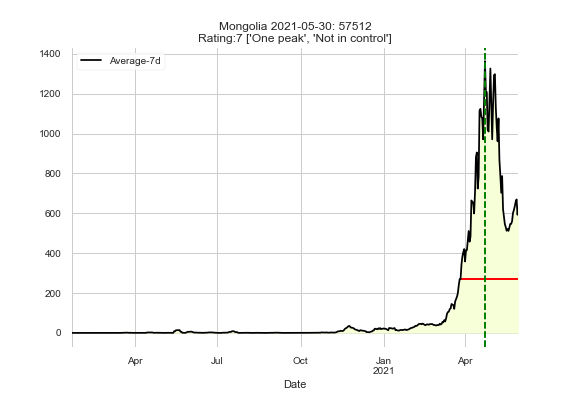 Mongolia 2021-05-30: 57512
Rating:7 ['One peak', 'Not in control']
Average-7d
1400
1200
1000
800
600
400
200
0
Apr
Jul
Oct
Jan
2021
Apr
Date